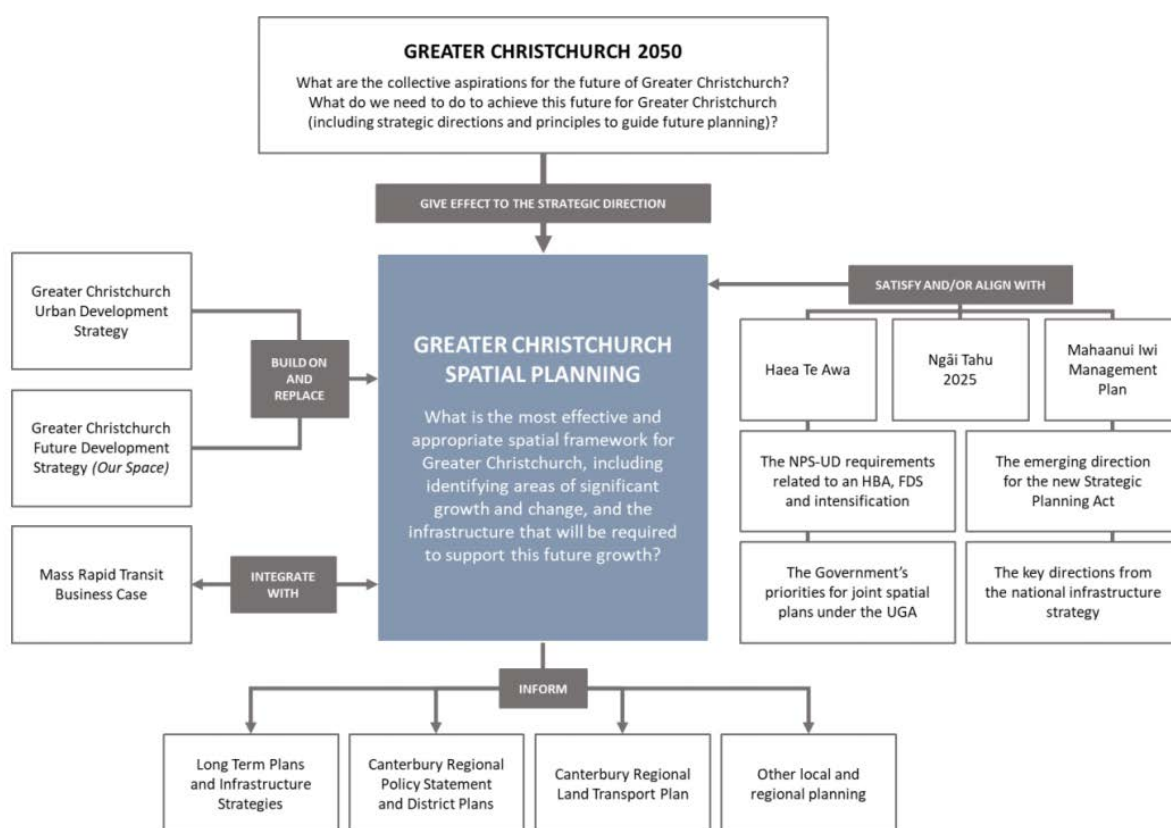 GREATER CHRISTCHURCH 2050
What are the collective aspirations for the future of Greater Christchurch?
What do we need to do to achieve this future for Greater Christchurch
(including strategic directions and principles to guide future planning)?
GIVE EFFECT TO THE STRATEGIC DIRECTION
Greater Christchurch
Urban Development
Strategy
Greater Christchurch
Future Development
Strategy (Our Space)
BUILD ON
AND
REPLACE
Mass Rapid Transit
Business Case
INTEGRATE
WITH
GREATER CHRISTCHURCH
SPATIAL PLANNING
What is the most effective and
appropriate spatial framework for
Greater Christchurch, including
identifying areas of significant
growth and change, and the
infrastructure that will be required
to support this future growth?
SATISFY AND/OR ALIGN WITH
Haea Te Awa
Ngāi Tahu
2025
Mahaanui Iwi
Management
Plan
The NPS-UD requirements
related to an HBA, FDS
and intensification
The emerging direction
for the new Strategic
Planning Act
The Government's
priorities for joint spatial
plans under the UGA
The key directions from
the national infrastructure
strategy
INFORM
Long Term Plans
and Infrastructure
Strategies
Canterbury Regional
Policy Statement
and District Plans
Canterbury Regional
Land Transport Plan
Other local and
regional planning